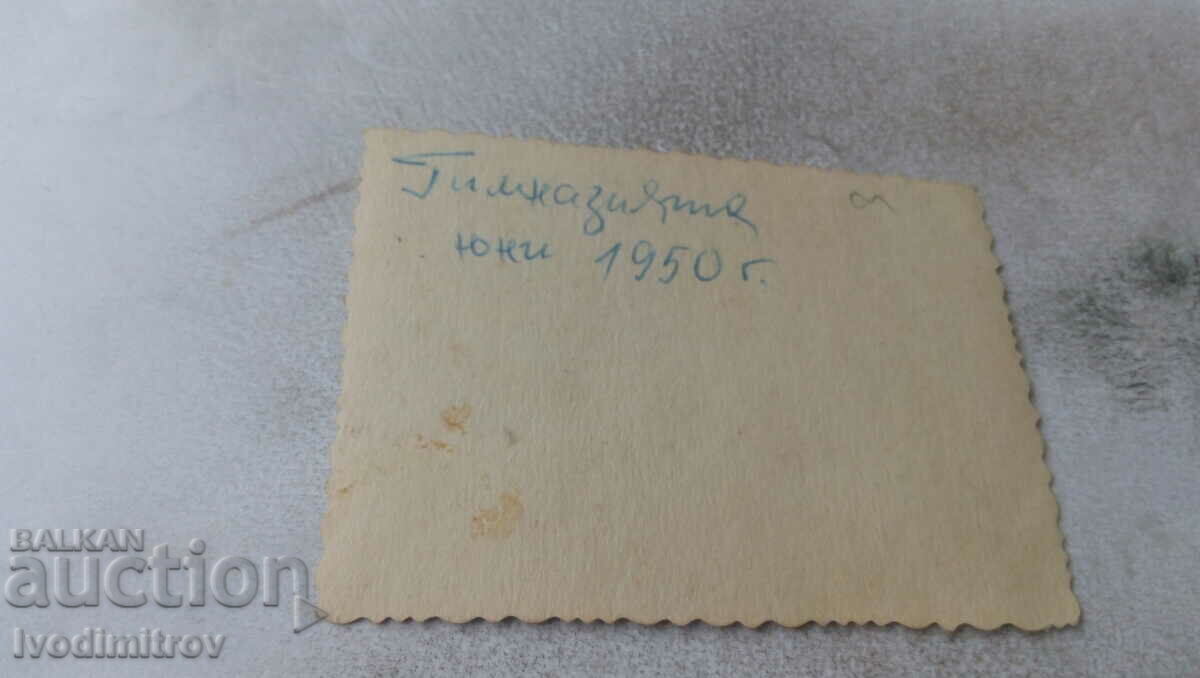 Гимназията
юни 1950 г.
BALKAN
auction
Ivodimitrov